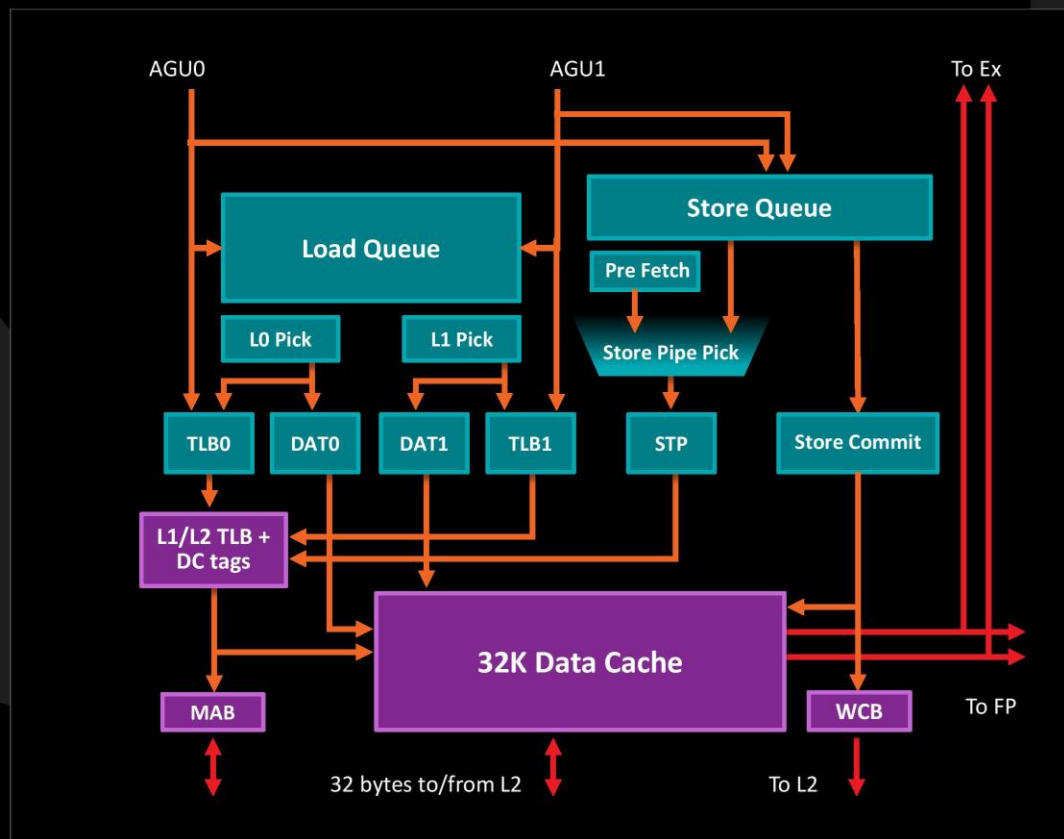 AGU0
AGU1
To Ex
Store Queue
Load Queue
Pre Fetch
L0 Pick
L1 Pick
Store Pipe Pick
TLB0
DAT0
DAT1
TLB1
STP
Store Commit
L1/L2 TLB +
DC tags
32K Data Cache
MAB
WCB
To FP
32 bytes to/from L2
To L2